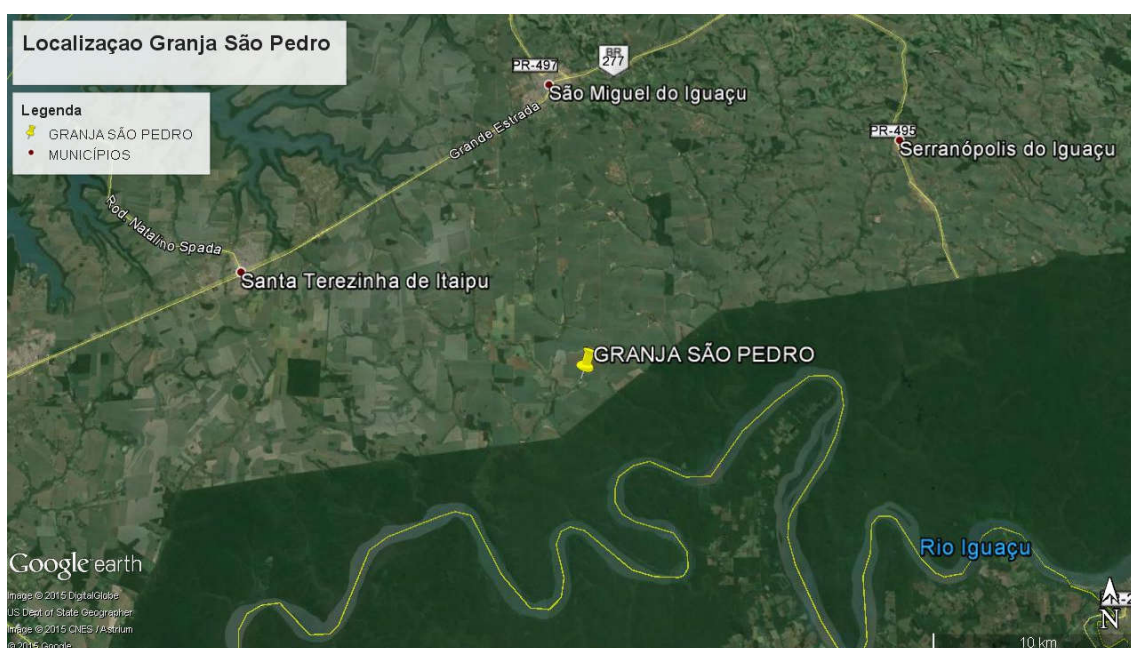 Localizaçao Granja São Pedro
Legenda
GRANJA SÃO PEDRO
MUNICÍPIOS
PR-497
BR
277
São Miguel do Iguaçu
Grande Estrada
PR-495
Serranópolis do Iguaçu
Rod. Natalino Spada
Santa Terezinha de Itaipu
GRANJA SÃO PEDRO
Rio Iguaçu
Google earth
Image © 2015 DigitalGlobe
US Dept of State Geographer
Image © 2015 CNES / Astrium
© 2015 Google
N
10 km